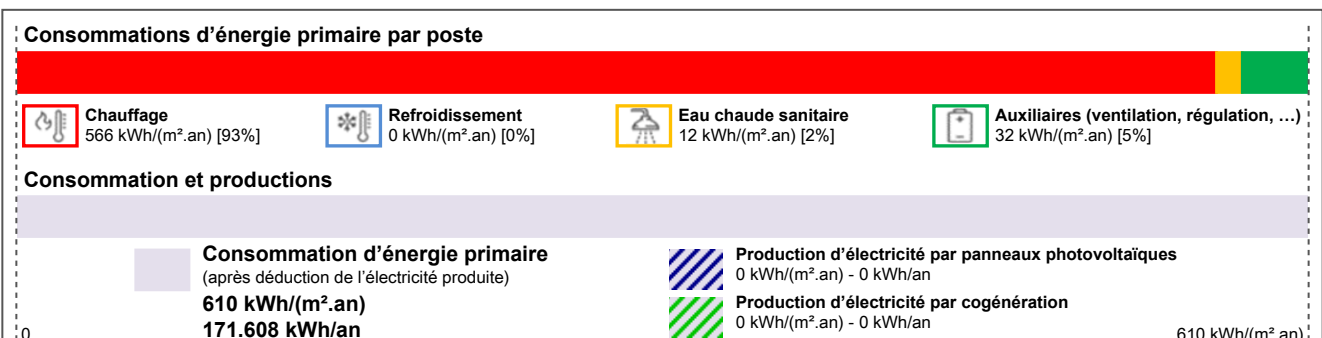 Consommations d’énergie primaire par poste
Chauffage
566 kWh/(m².an) [93%]
Refroidissement
0 kWh/(m².an) [0%]
Eau chaude sanitaire
12 kWh/(m².an) [2%]
Auxiliaires (ventilation, régulation, …)
32 kWh/(m².an) [5%]
Consommation et productions
Consommation d’énergie primaire
(après déduction de l’électricité produite)
610 kWh/(m².an)
171.608 kWh/an
Production d’électricité par panneaux photovoltaïques
0 kWh/(m².an) - 0 kWh/an
Production d’électricité par cogénération
0 kWh/(m².an) - 0 kWh/an
0
610 kWh/(m².an)